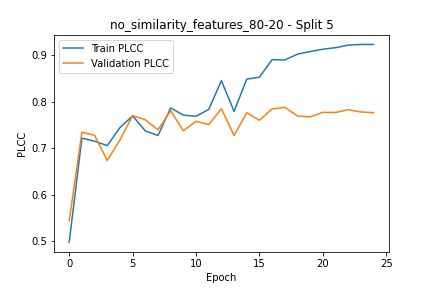 no_similarity_features_80-20 - Split 5
Train PLCC
Validation PLCC
PLCC
0.9
0.8
0.7
0.6
0.5
0 5 10 15 20 25
Epoch